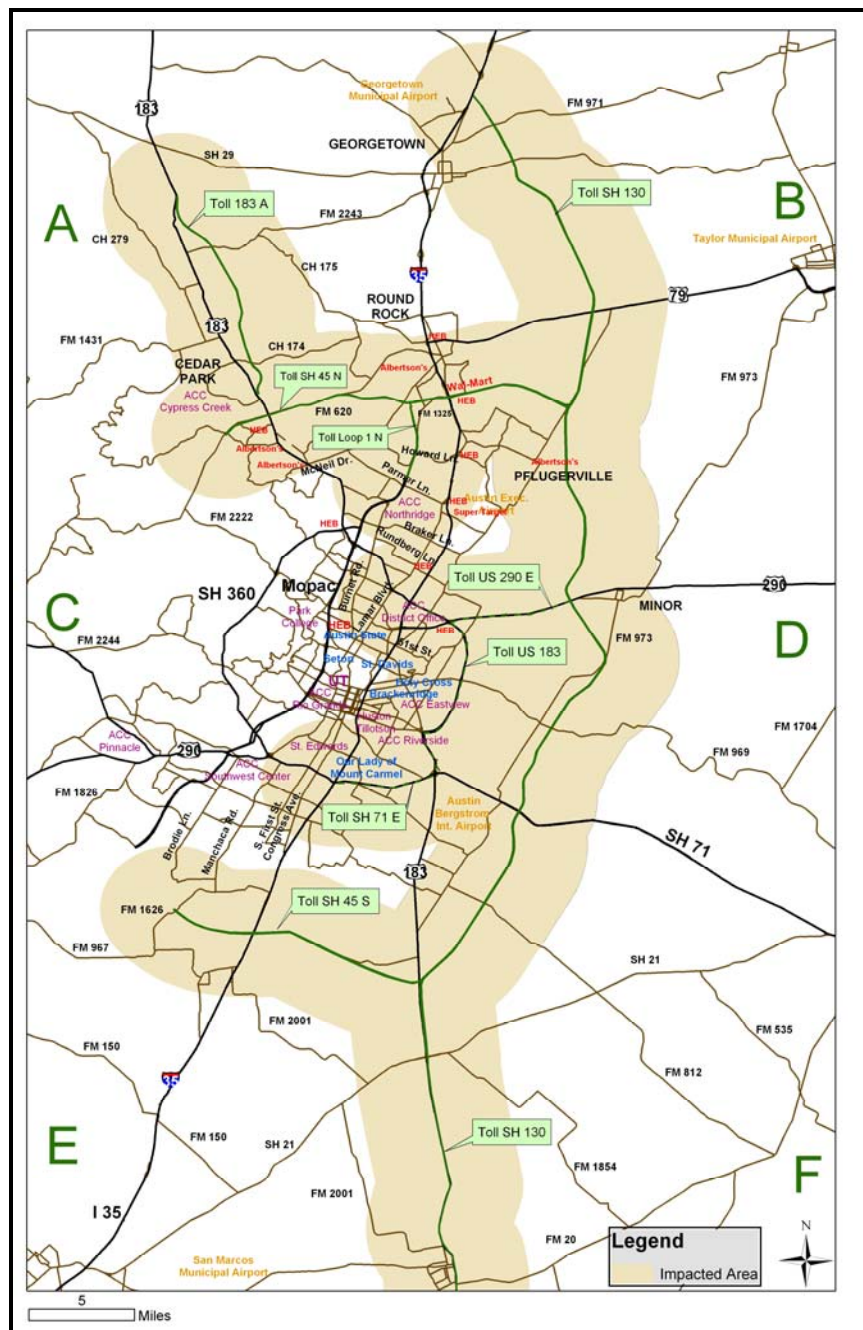 Georgetown
Municipal Airport
183
FM 971
GEORGETOWN
SH 29
A
B
Toll 183 A
Toll SH 130
FM 2243
CH 279
Taylor Municipal Airport
CH 175
35
ROUND
ROCK
79
183
HEB
FM 1431
CH 174
CEDAR
PARK
Albertson's
FM 973
ACC
Cypress Creek
Toll SH 45 N
Wal-Mart
HEB
FM 620
FM 1325
HEB
Toll Loop 1 N
Albertson's
Howard Ln.
HEB
Albertson's
Albertson's
McNeil Dr.
PFLUGERVILLE
Parmer Ln.
ACC
Northridge
HEB
Austin Exec.
Super Target
FM 2222
HEB
Braker Ln.
Rundberg Ln.
HEB
Toll US 290 E
290
Mopac
Burnet Rd.
Lamar Blvd.
SH 360
C
Park
College
ACC
District Office
MINOR
HEB
HEB
Austin State
51st St.
FM 973
D
FM 2244
Toll US 183
Seton
St. Davids
UT
Holy Cross
Brackenridge
ACC
Rio Grande
ACC Eastview
Huston
Tillotson
FM 1704
ACC
Pinnacle
290
St. Edwards
ACC Riverside
FM 969
ACC
Southwest Center
Our Lady of
Mount Carmel
FM 1826
Austin
Bergstrom
Int. Airport
Toll SH 71 E
Brodie Ln.
Manchaca Rd.
S. First St.
Congress Ave.
SH 71
183
Toll SH 45 S
FM 1626
FM 967
SH 21
FM 2001
FM 535
FM 150
35
FM 812
E
FM 150
SH 21
Toll SH 130
FM 1854
F
FM 2001
I 35
FM 20
N
Legend
Impacted Area
San Marcos
Municipal Airport
5
Miles